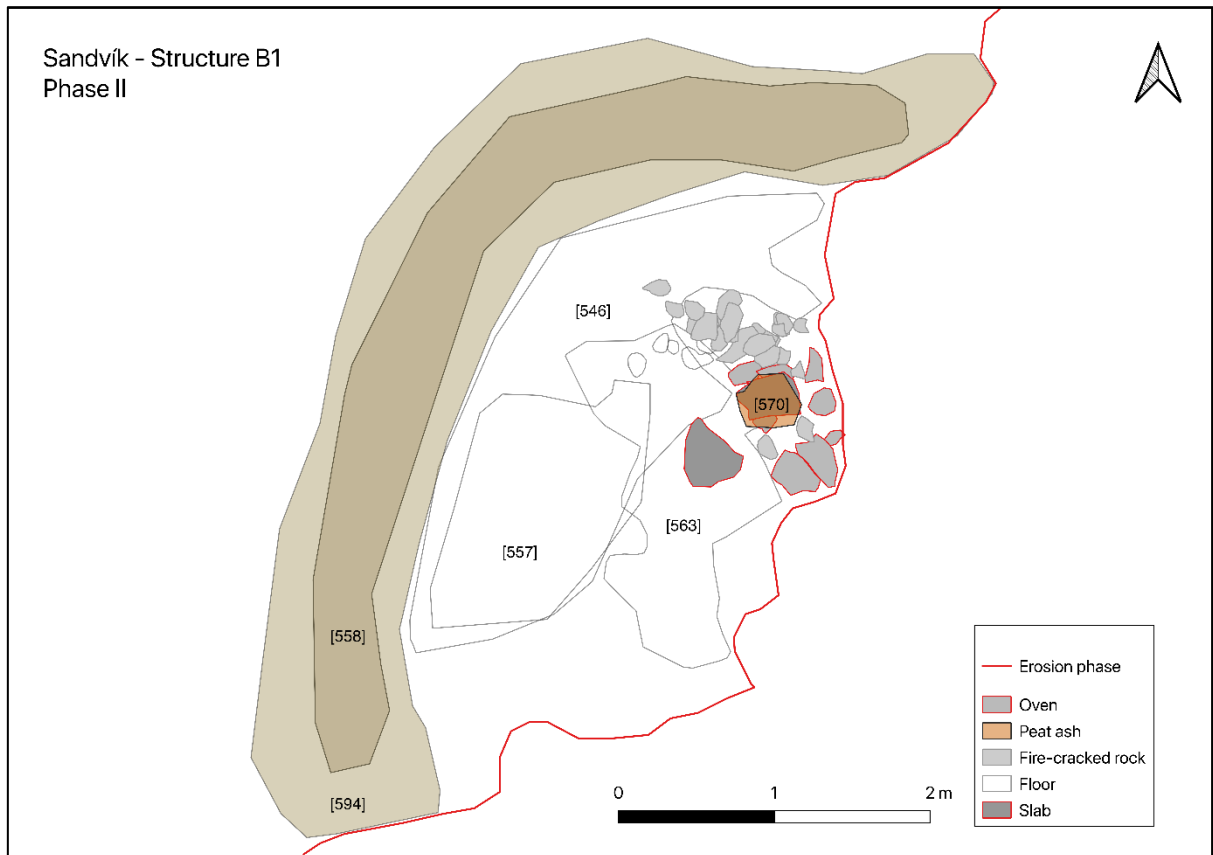 Sandvík - Structure B1
Phase II
[546]
[570]
[563]
[557]
[558]
[594]
Erosion phase
Oven
Peat ash
Fire-cracked rock
Floor
Slab
0 1 2 m